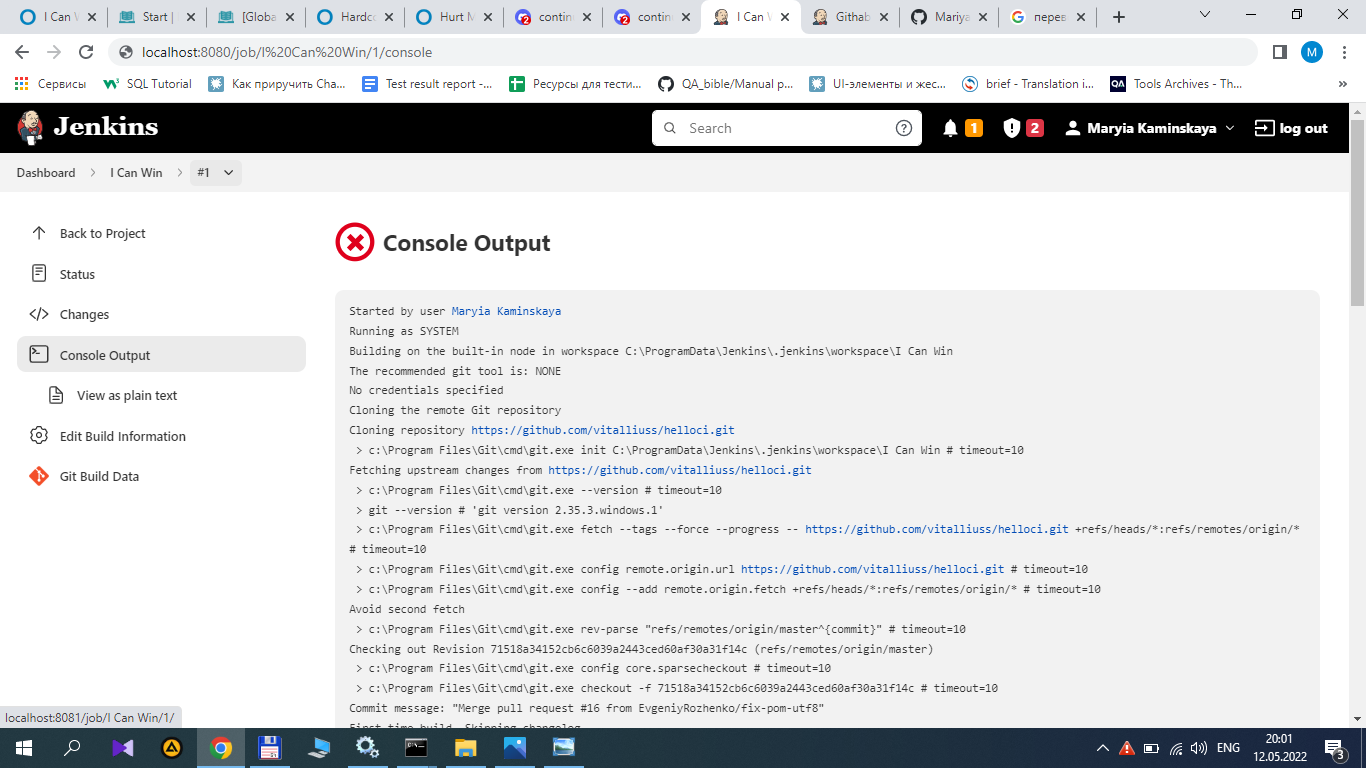 I Can W
Start |
[Globa
Hardc
Hurt M
contin
contin
I Can W
Githab
Mariya
перев
localhost:8080/job/I%20Can%20Win/1/console
M
Сервисы
SQL Tutorial
Как приручить Cha...
Test result report -...
Ресурсы для тести...
QA_bible/Manual p...
UI-элементы и жес...
brief - Translation i...
QA Tools Archives - Th...
Jenkins
Search
1
2
Maryia Kaminskaya
log out
Dashboard
I Can Win
#1
Back to Project
Status
Changes
Console Output
View as plain text
Edit Build Information
Git Build Data
Console Output
Started by user Maryia Kaminskaya
Running as SYSTEM
Building on the built-in node in workspace C:\ProgramData\Jenkins\.jenkins\workspace\I Can Win
The recommended git tool is: NONE
No credentials specified
Cloning the remote Git repository
Cloning repository https://github.com/vitalliuss/helloci.git
> c:\Program Files\Git\cmd\git.exe init C:\ProgramData\Jenkins\.jenkins\workspace\I Can Win # timeout=10
Fetching upstream changes from https://github.com/vitalliuss/helloci.git
> c:\Program Files\Git\cmd\git.exe --version # timeout=10
> git --version # 'git version 2.35.3.windows.1'
> c:\Program Files\Git\cmd\git.exe fetch --tags --force --progress -- https://github.com/vitalliuss/helloci.git +refs/heads/*:refs/remotes/origin/*
# timeout=10
> c:\Program Files\Git\cmd\git.exe config remote.origin.url https://github.com/vitalliuss/helloci.git # timeout=10
> c:\Program Files\Git\cmd\git.exe config --add remote.origin.fetch +refs/heads/*:refs/remotes/origin/* # timeout=10
Avoid second fetch
> c:\Program Files\Git\cmd\git.exe rev-parse "refs/remotes/origin/master^{commit}" # timeout=10
Checking out Revision 71518a34152cb6c6039a2443ced60af30a31f14c (refs/remotes/origin/master)
> c:\Program Files\Git\cmd\git.exe config core.sparsecheckout # timeout=10
> c:\Program Files\Git\cmd\git.exe checkout -f 71518a34152cb6c6039a2443ced60af30a31f14c # timeout=10
Commit message: "Merge pull request #16 from EvgeniyRozhenko/fix-pom-utf8"
First time build. Skipping changelog.
localhost:8081/job/I Can Win/1/
ENG
20:01
12.05.2022
3